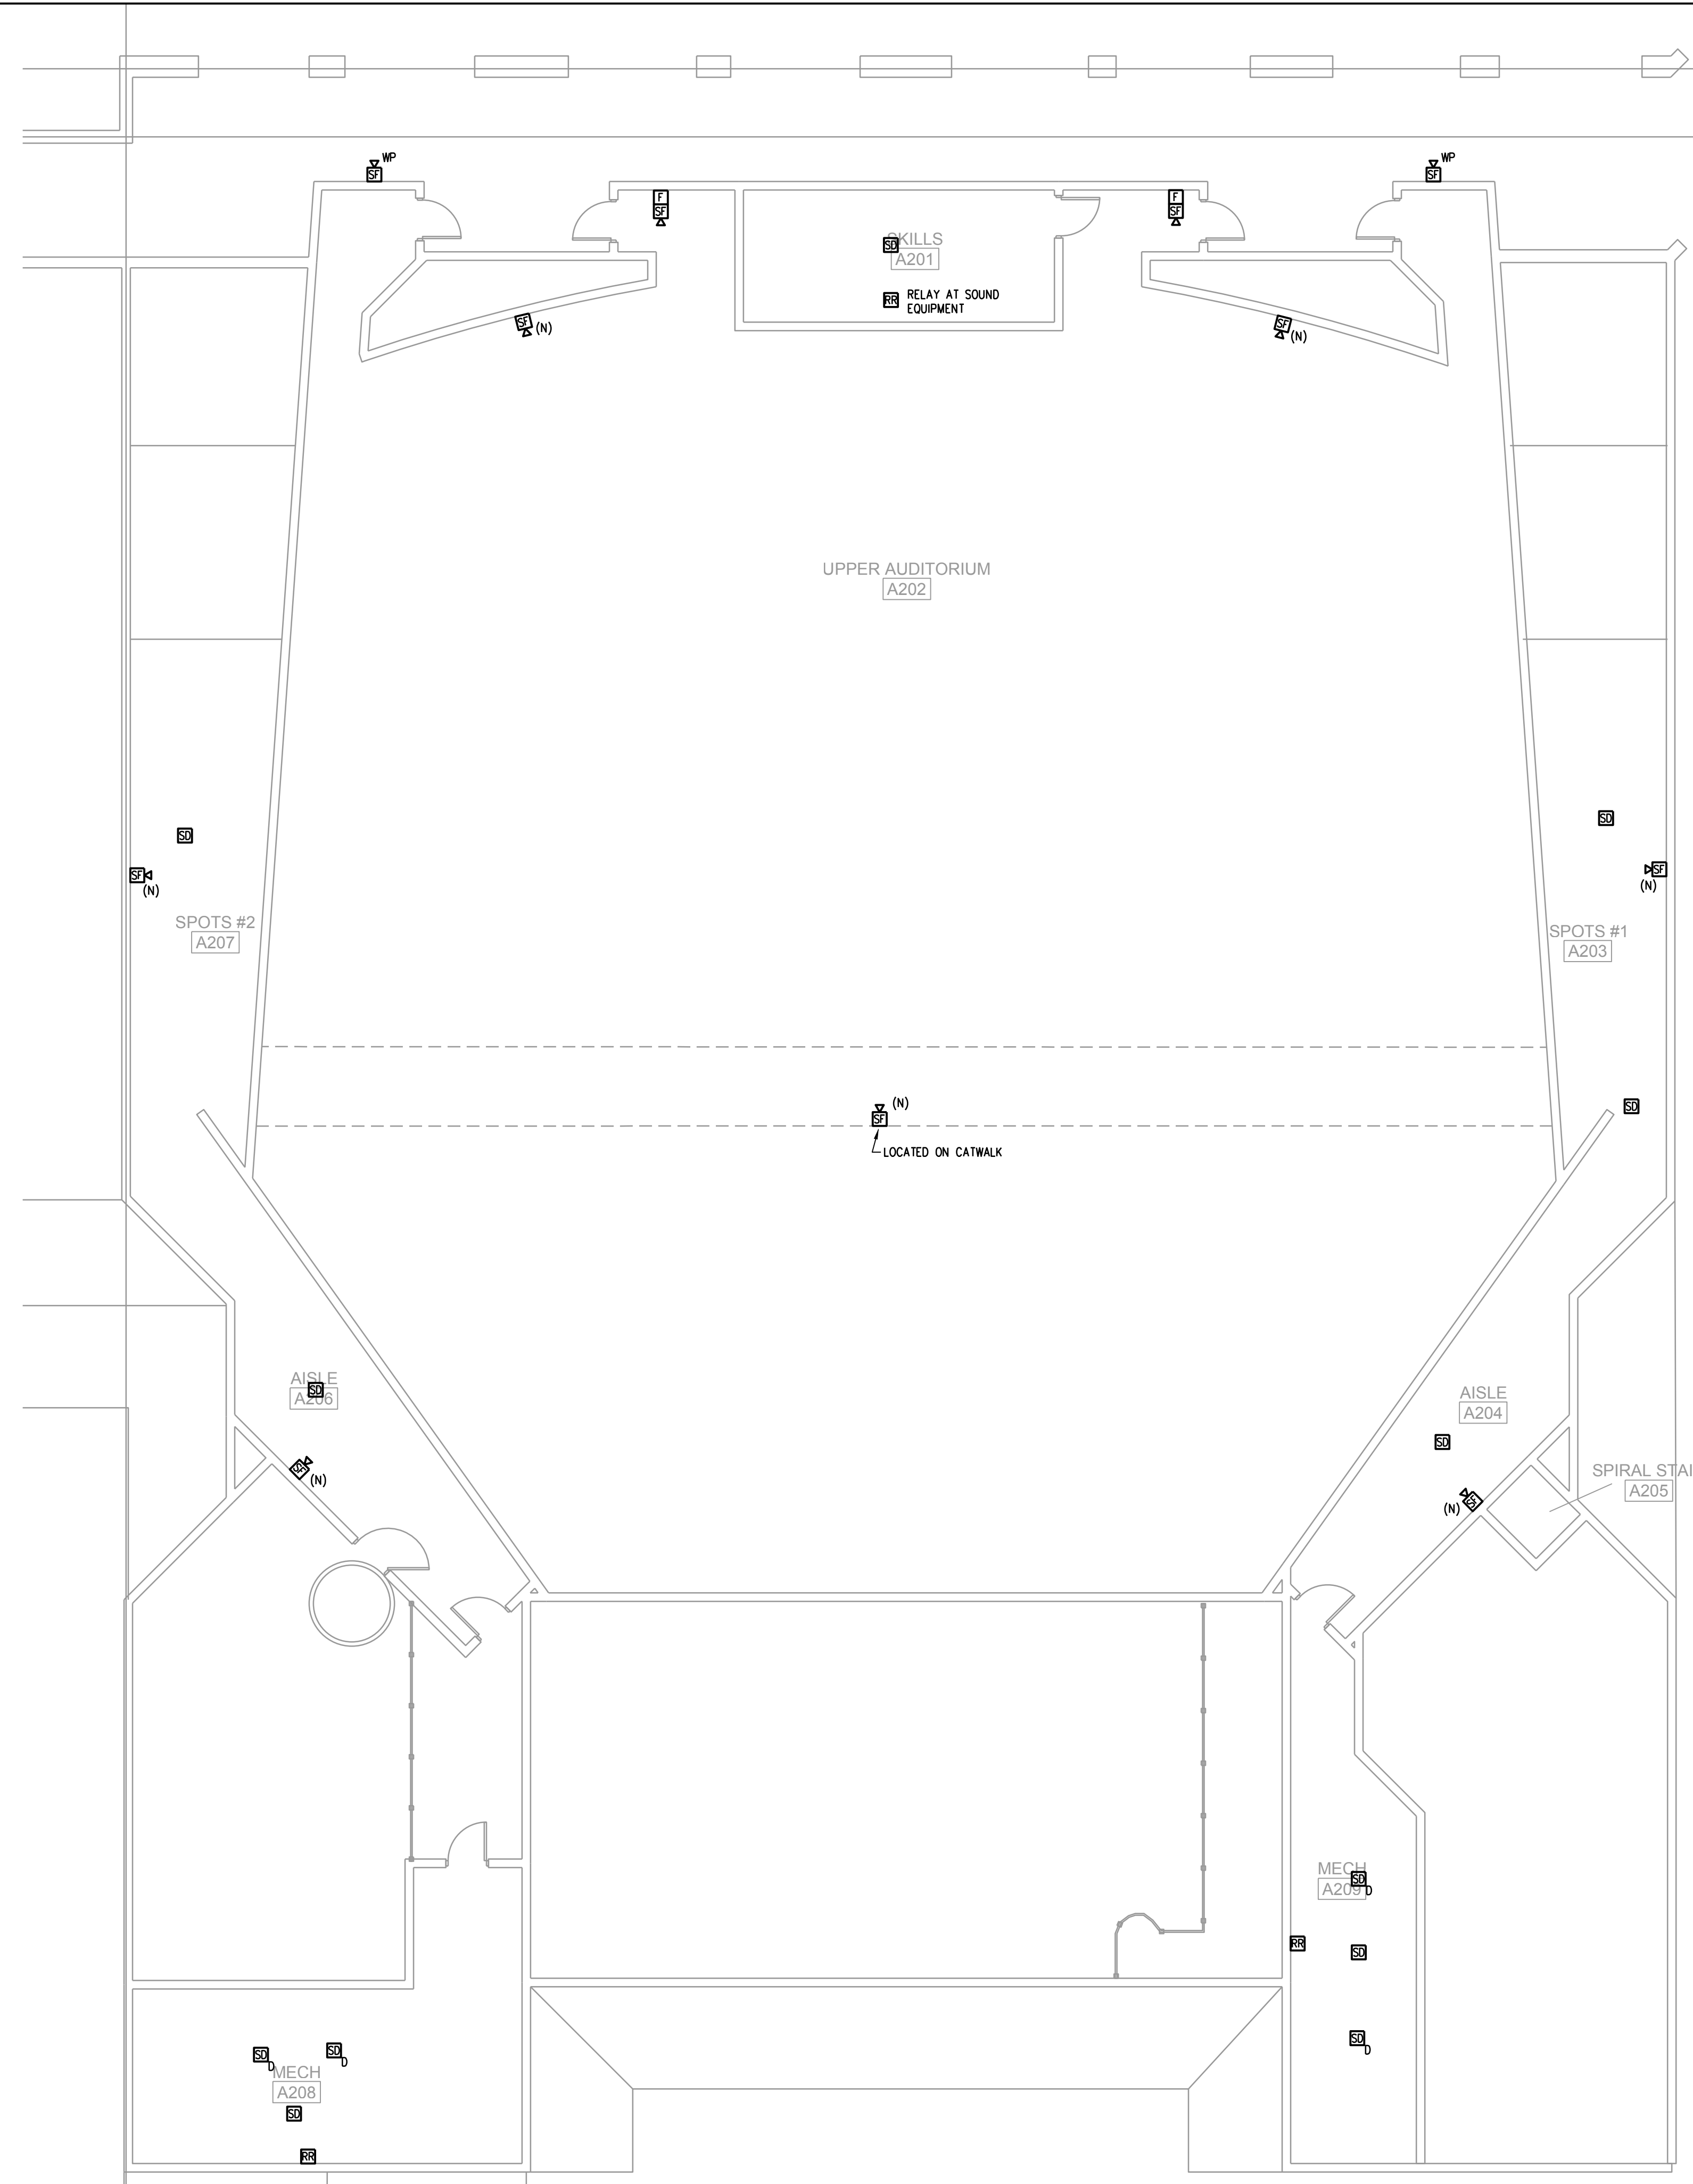 WP
SF
WP
SF
F
SF
F
SF
SKILLS
SD
A201
RR RELAY AT SOUND
EQUIPMENT
SF
(N)
SF
(N)
UPPER AUDITORIUM
A202
SD
SD
SF
(N)
SF
(N)
SPOTS #2
A207
SPOTS #1
A203
(N)
SF
LOCATED ON CATWALK
SD
AISLE
SD
A206
AISLE
A204
SD
SF
(N)
SPIRAL STAI
A205
SF
(N)
MECH
SD
A209
D
RR
SD
SD
D
SD
D
SD
D
MECH
A208
SD
RR